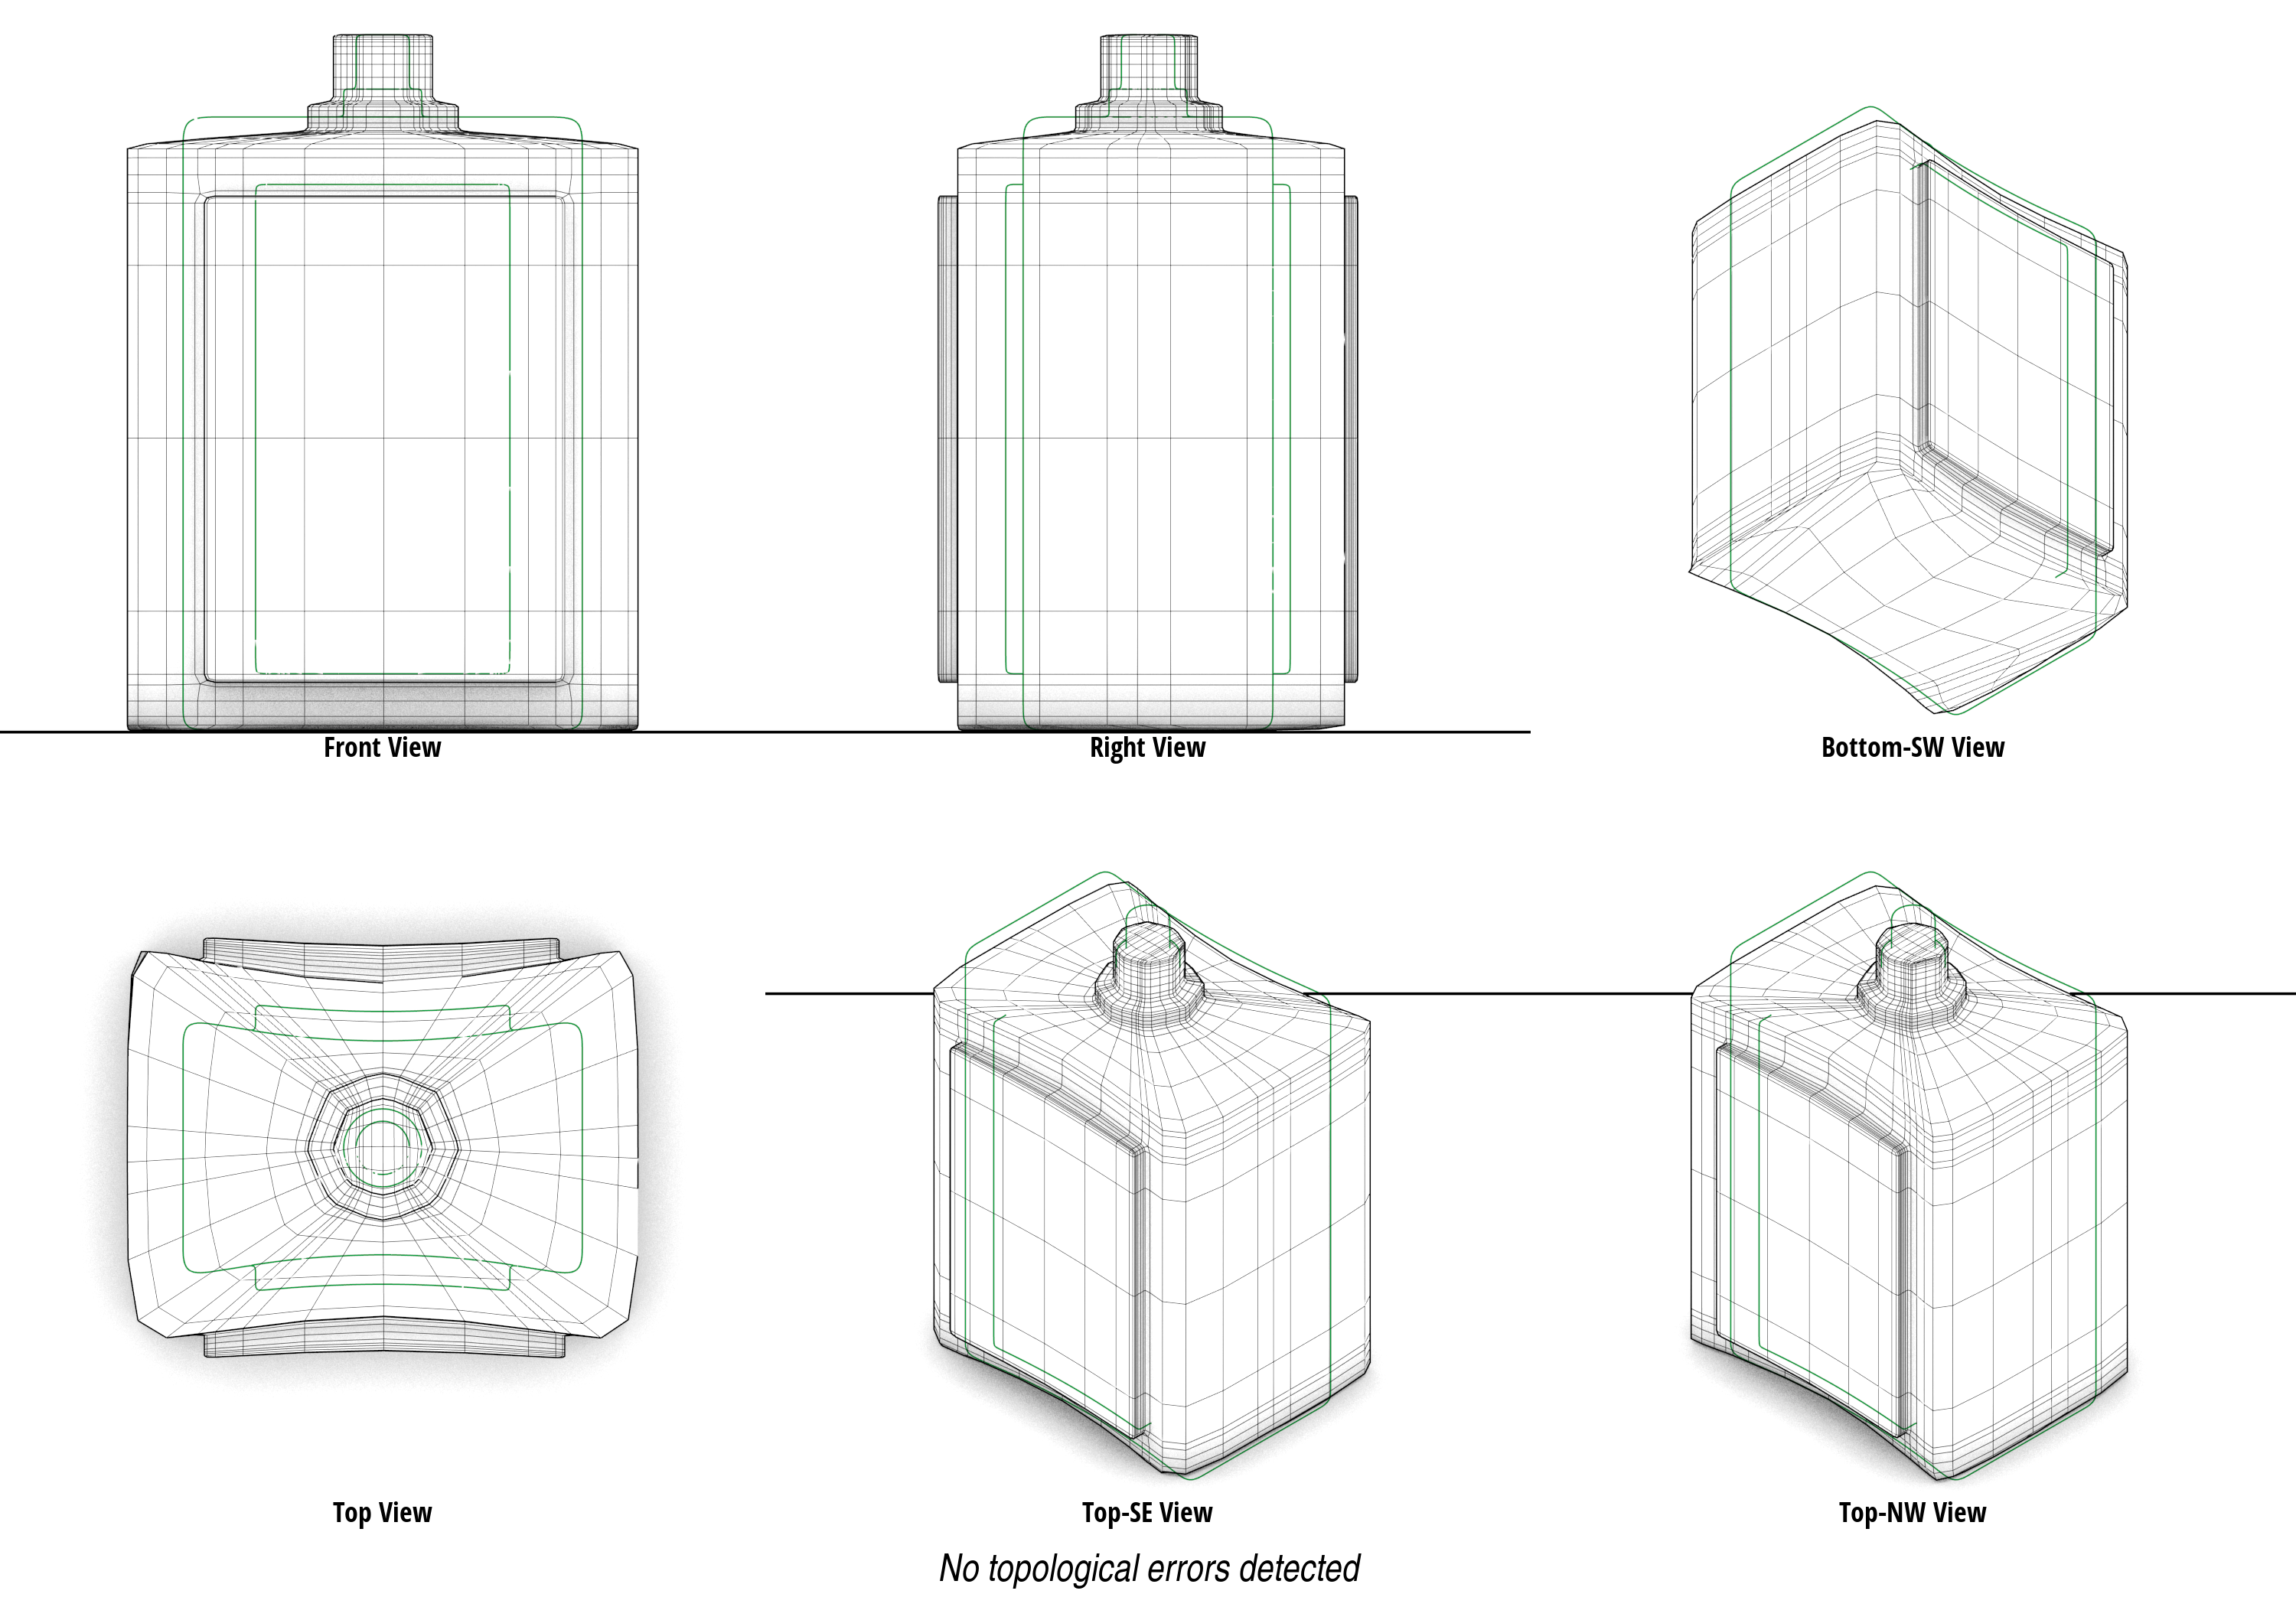 Front View
Right View
Bottom-SW View
Top View
Top-SE View
Top-NW View
No topological errors detected